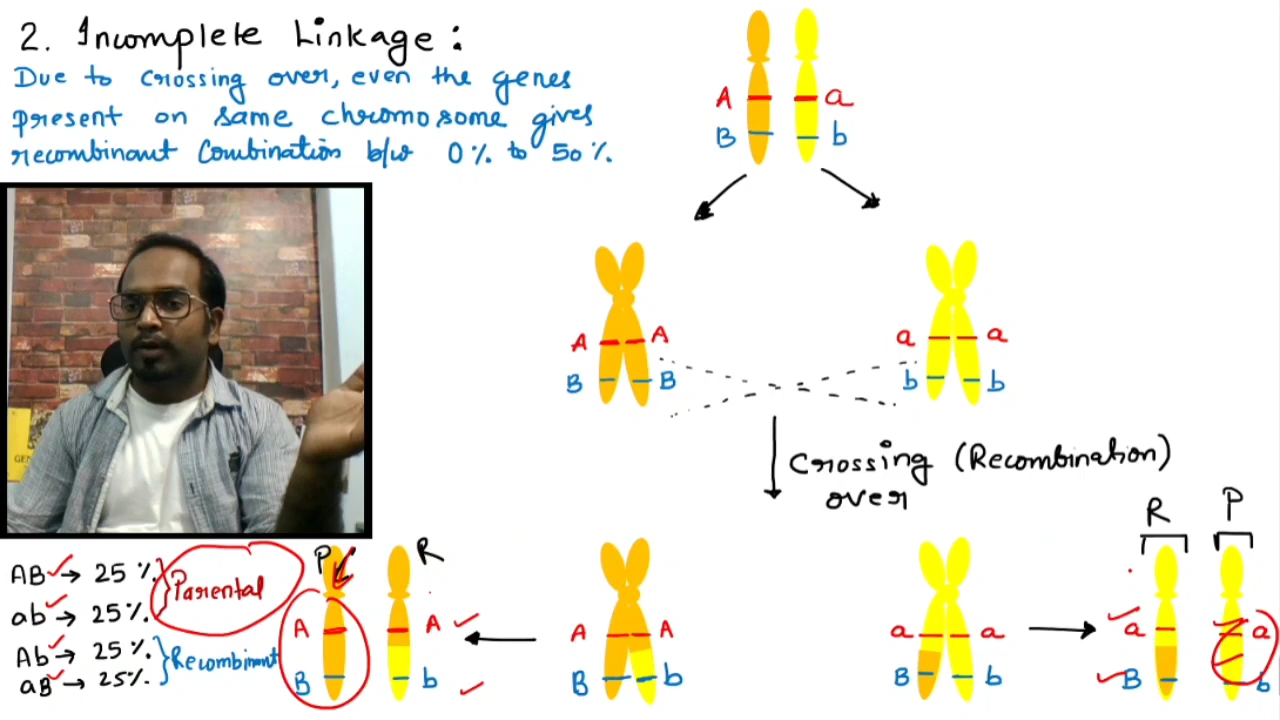 2. Incomplete Linkage:
Due to crossing over, even the genes
present on same chromosome gives
recombinant Combination b/w 0% to 50%.
A a
B b
A A a a
B B b b
Crossing (Recombination)
over
R P
P R
AB → 25%.
ab → 25%.
Parental
Ab → 25%.
aB → 25%.
Recombinant
A A A A a a a a
B b B b B b B b
GEN